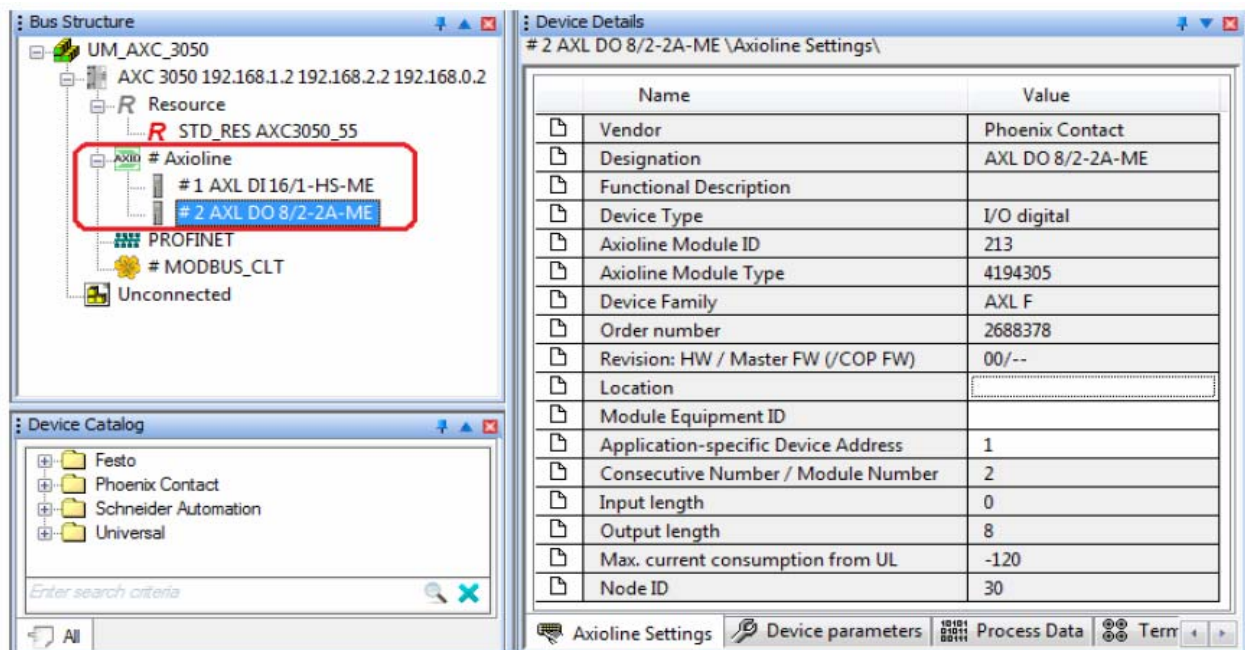 Bus Structure
UM_AXC_3050
AXC 3050 192.168.1.2 192.168.2.2 192.168.0.2
R Resource
R STD_RES AXC3050_55
AXIO # Axioline
# 1 AXL DI 16/1-HS-ME
# 2 AXL DO 8/2-2A-ME
PROFINET
# MODBUS_CLT
Unconnected
Device Catalog
Festo
Phoenix Contact
Schneider Automation
Universal
Enter search criteria
All
Device Details
# 2 AXL DO 8/2-2A-ME \Axioline Settings\
Name Value
Vendor Phoenix Contact
Designation AXL DO 8/2-2A-ME
Functional Description
Device Type I/O digital
Axioline Module ID 213
Axioline Module Type 4194305
Device Family AXL F
Order number 2688378
Revision: HW / Master FW (/COP FW) 00/--
Location
Module Equipment ID
Application-specific Device Address 1
Consecutive Number / Module Number 2
Input length 0
Output length 8
Max. current consumption from UL -120
Node ID 30
Axioline Settings Device parameters Process Data Term